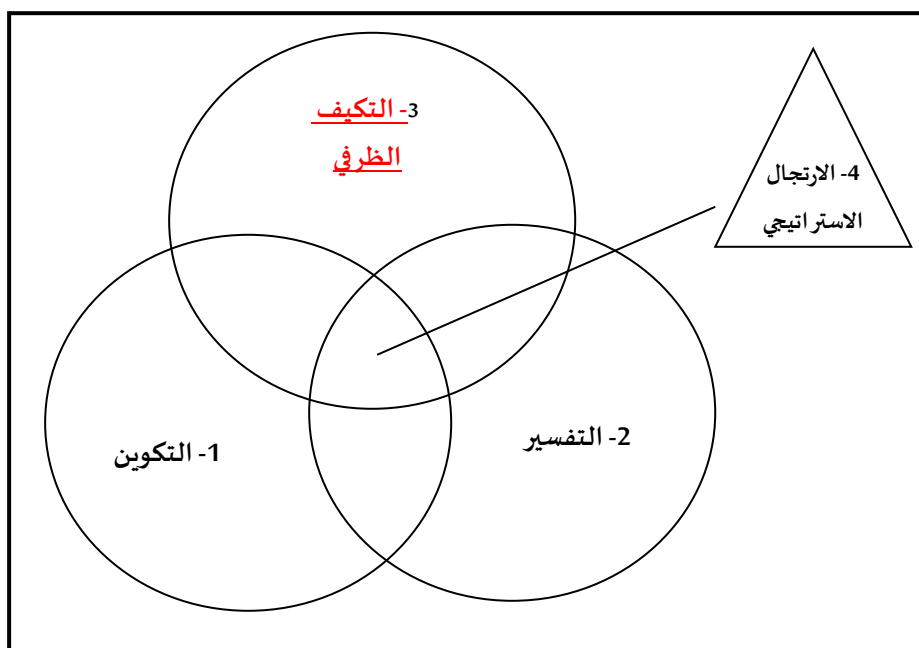 3- التكيف
الظرفي
4- الارتجال
الاستراتيجي
2- التفسير
1- التكوين